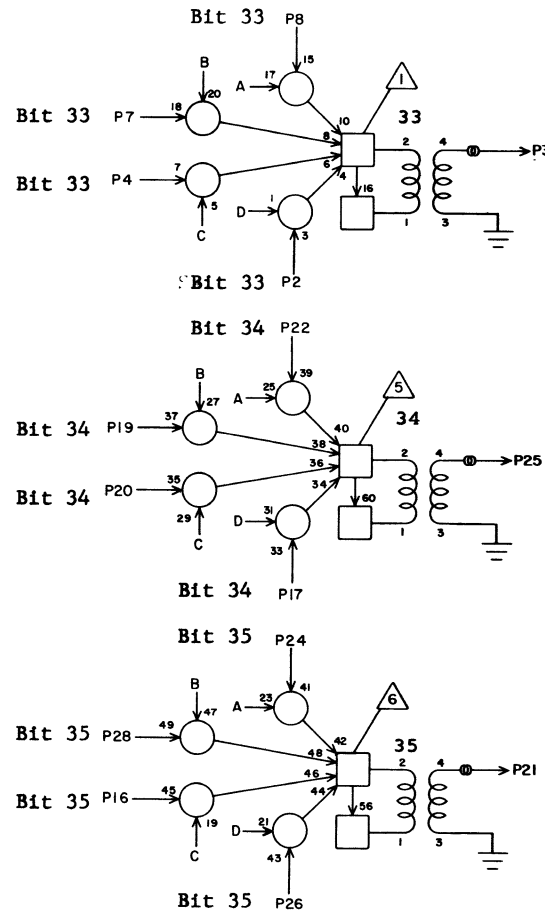 Bit 33 P8
15
B
A 17
1
20
Bit 33 P7 18
10
33
8
2
4
P3
7
6
Bit 33 P4
4
16
5
D 1
1
3
C
3
Bit 33 P2
Bit 34 P22
39
B
A 25
5
27
34
Bit 34 P19 37
40
38
2
4
P25
35
36
Bit 34 P20
34
60
29
D 31
1
3
C
33
Bit 34 P17
Bit 35 P24
41
B
A 23
6
47
35
Bit 35 P28 49
42
48
2
4
P21
45
46
Bit 35 P16
44
56
19
D 21
1
3
C
43
Bit 35 P26